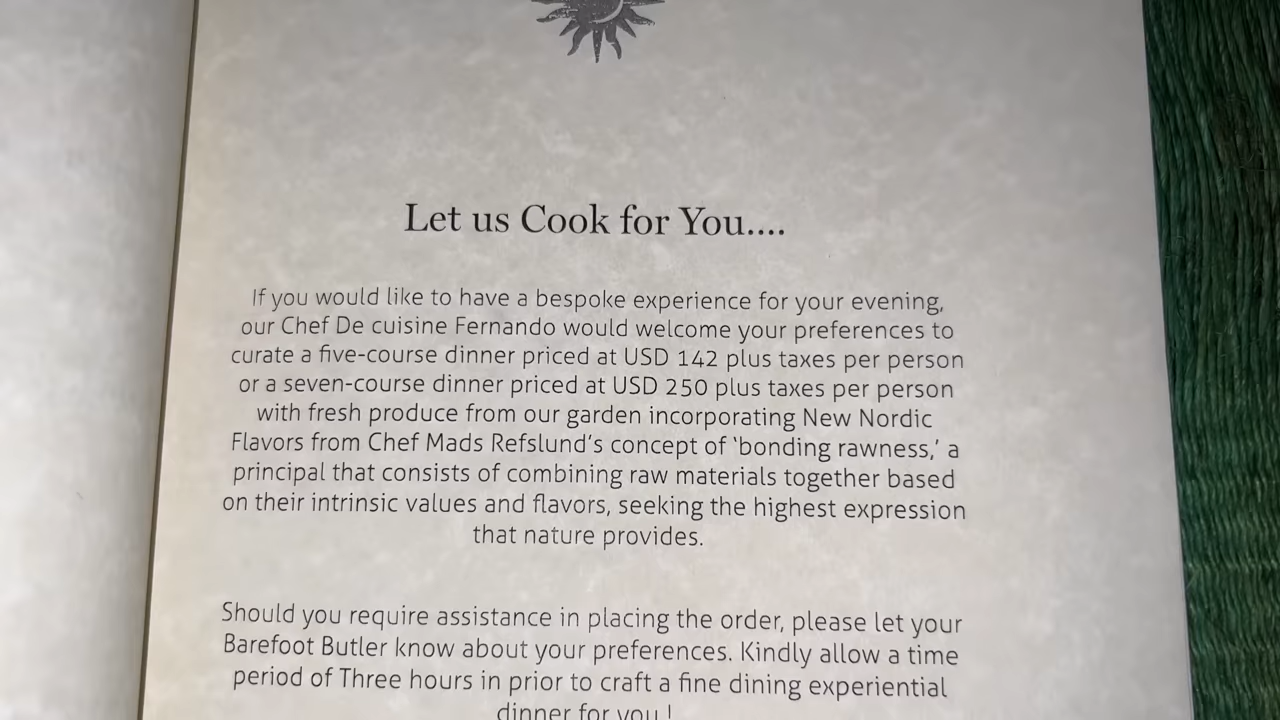 Let us Cook for You....
If you would like to have a bespoke experience for your evening,
our Chef De cuisine Fernando would welcome your preferences to
curate a five-course dinner priced at USD 142 plus taxes per person
or a seven-course dinner priced at USD 250 plus taxes per person
with fresh produce from our garden incorporating New Nordic
Flavors from Chef Mads Refslund's concept of 'bonding rawness,' a
principal that consists of combining raw materials together based
on their intrinsic values and flavors, seeking the highest expression
that nature provides.
Should you require assistance in placing the order, please let your
Barefoot Butler know about your preferences. Kindly allow a time
period of Three hours in prior to craft a fine dining experiential
dinner for you !